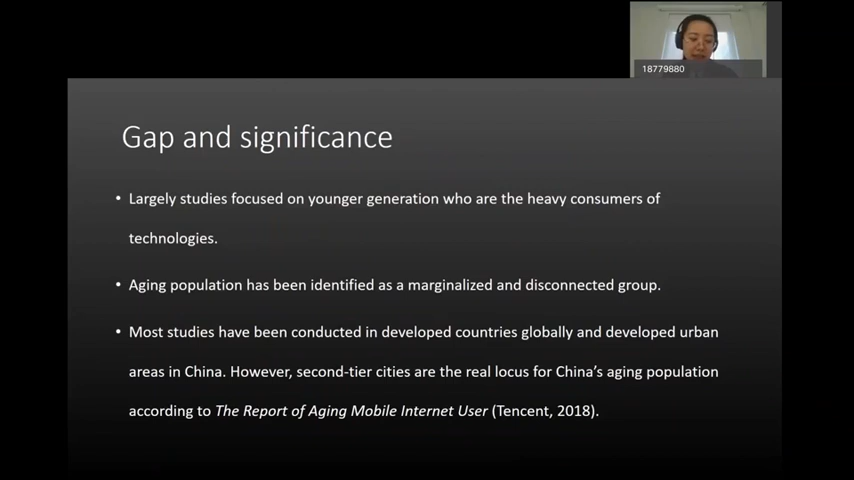 18779880
Gap and significance
• Largely studies focused on younger generation who are the heavy consumers of
technologies.
• Aging population has been identified as a marginalized and disconnected group.
• Most studies have been conducted in developed countries globally and developed urban
areas in China. However, second-tier cities are the real locus for China’s aging population
according to The Report of Aging Mobile Internet User (Tencent, 2018).